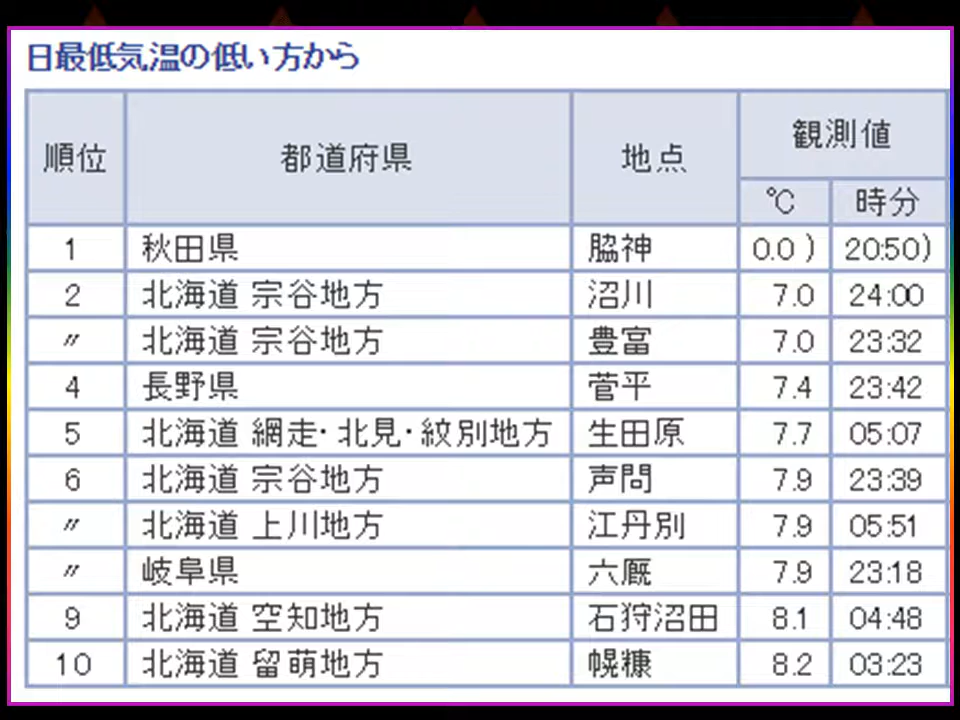 日最低気温の低い方から
順位 都道府県 地点 観測値
℃ 時分
1 秋田県 脇神 0.0 ) 20:50)
2 北海道 宗谷地方 沼川 7.0 24:00
〃 北海道 宗谷地方 豊富 7.0 23:32
4 長野県 菅平 7.4 23:42
5 北海道 網走・北見・紋別地方 生田原 7.7 05:07
6 北海道 宗谷地方 声問 7.9 23:39
〃 北海道 上川地方 江丹別 7.9 05:51
〃 岐阜県 六厩 7.9 23:18
9 北海道 空知地方 石狩沼田 8.1 04:48
10 北海道 留萌地方 幌糠 8.2 03:23